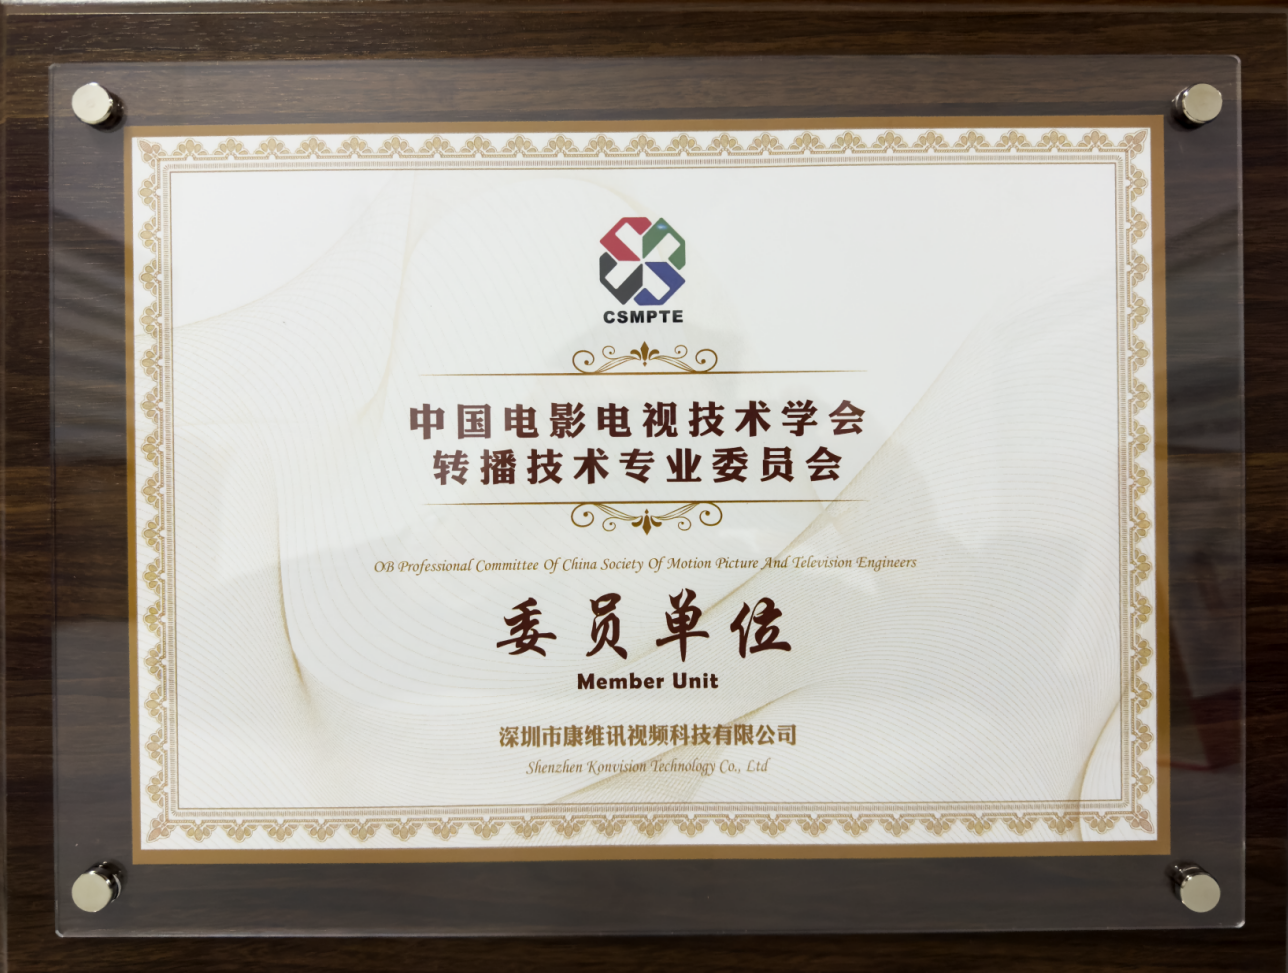 CSMPTE
中国电影电视技术学会
转播技术专业委员会
OB Professional Committee Of China Society Of Motion Picture And Television Engineers
委员单位
Member Unit
深圳市康维讯视频科技有限公司
Shenzhen Konvision Technology Co., Ltd